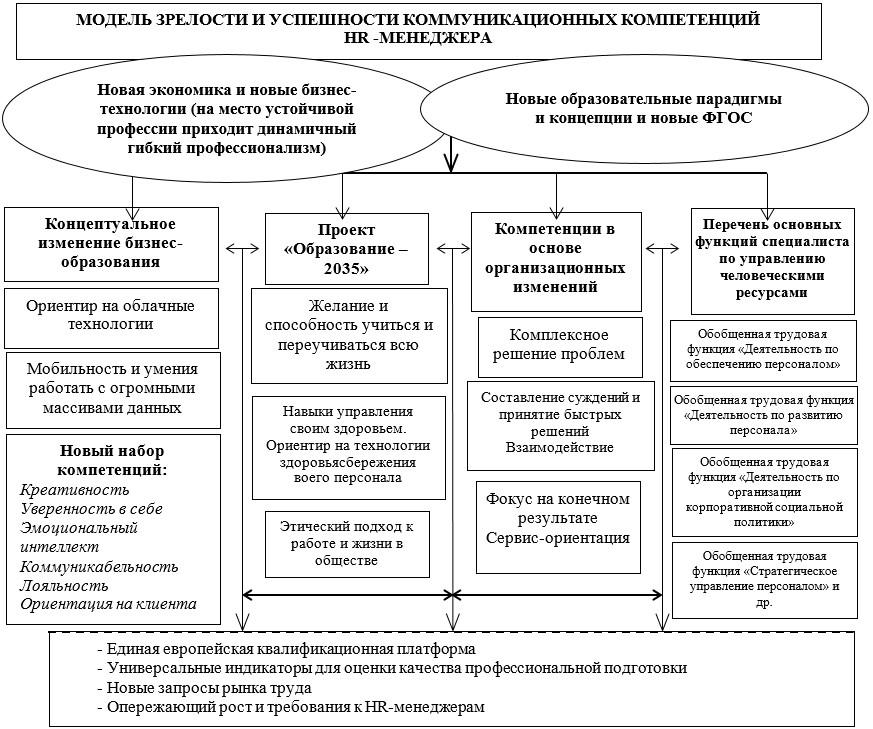 МОДЕЛЬ ЗРЕЛОСТИ И УСПЕШНОСТИ КОММУНИКАЦИОННЫХ КОМПЕТЕНЦИЙ
HR -МЕНЕДЖЕРА
Новая экономика и новые бизнес-
технологии (на место устойчивой
профессии приходит динамичный
гибкий профессионализм)
Новые образовательные парадигмы
и концепции и новые ФГОС
Концептуальное
изменение бизнес-
образования
Ориентир на облачные
технологии
Мобильность и умения
работать с огромными
массивами данных
Новый набор
компетенций:
Креативность
Уверенность в себе
Эмоциональный
интеллект
Коммуникабельность
Лояльность
Ориентация на клиента
Проект
«Образование –
2035»
Желание и
способность учиться и
переучиваться всю
жизнь
Навыки управления
своим здоровьем.
Ориентир на технологии
здоровьясбережения
воего персонала
Этический подход к
работе и жизни в
обществе
Компетенции в
основе
организационных
изменений
Комплексное
решение проблем
Составление суждений и
принятие быстрых
решений
Взаимодействие
Фокус на конечном
результате
Сервис-ориентация
Перечень основных
функций специалиста
по управлению
человеческими
ресурсами
Обобщенная трудовая
функция «Деятельность по
обеспечению персоналом»
Обобщенная трудовая функция
«Деятельность по развитию
персонала»
Обобщенная трудовая
функция «Деятельность по
организации
корпоративной социальной
политики»
Обобщенная трудовая
функция «Стратегическое
управление персоналом» и
др.
- Единая европейская квалификационная платформа
- Универсальные индикаторы для оценки качества профессиональной подготовки
- Новые запросы рынка труда
- Опережающий рост и требования к HR-менеджерам